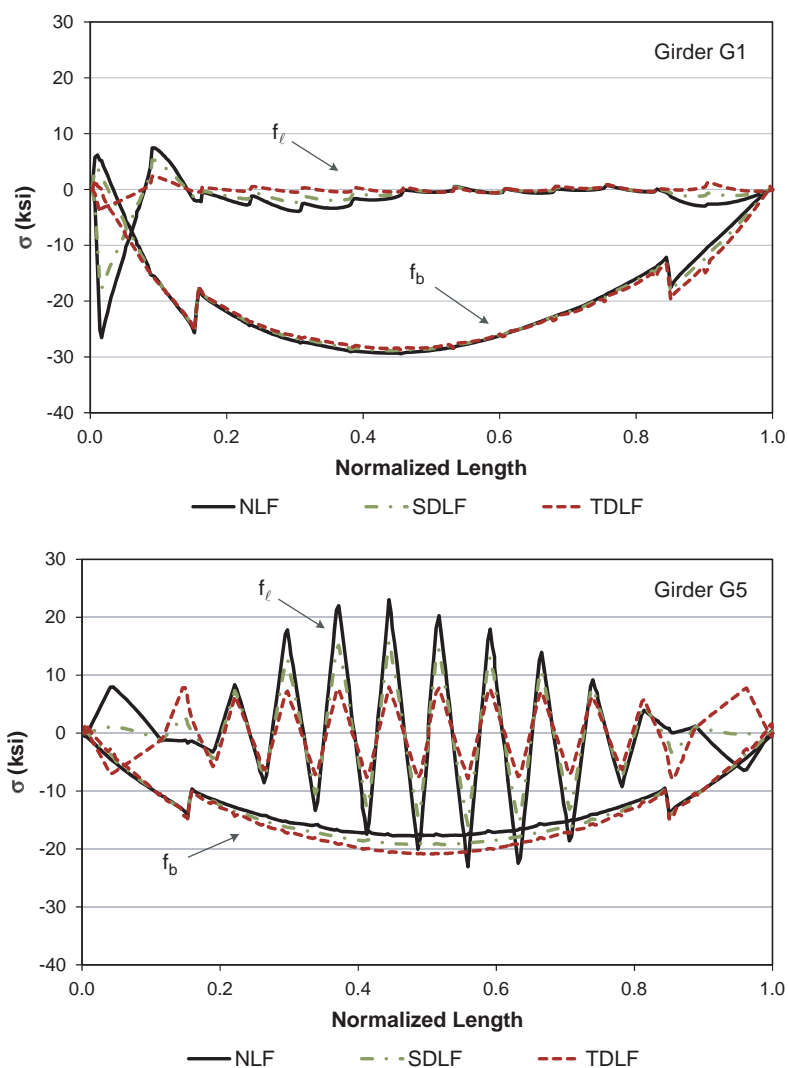 30
Girder G1
20
10
fℓ
0
σ (ksi)
-10
fb
-20
-30
-40
0.0 0.2 0.4 0.6 0.8 1.0
Normalized Length
NLF SDLF TDLF
30
Girder G5
fℓ
20
10
0
σ (ksi)
-10
-20
fb
-30
-40
0.0 0.2 0.4 0.6 0.8 1.0
Normalized Length
NLF SDLF TDLF